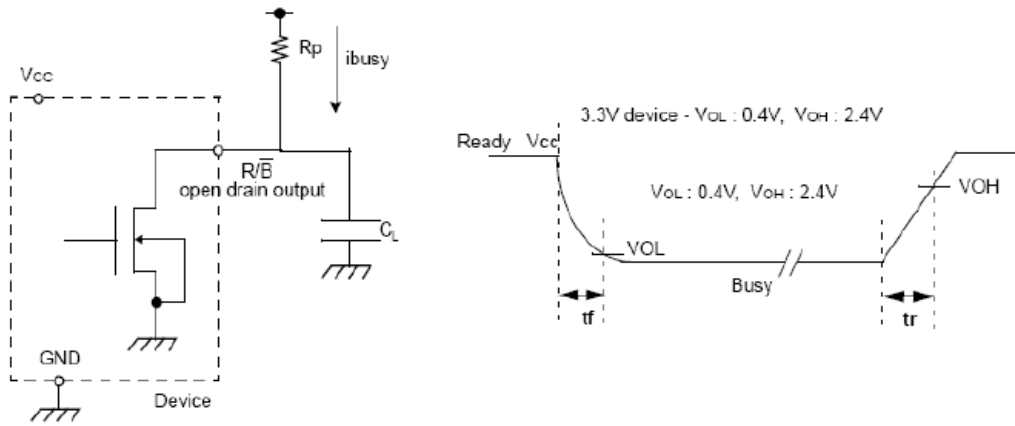 Rp
ibusy
Vcc
R/B̅
open drain output
CL
GND
Device
3.3V device - VOL : 0.4V, VOH : 2.4V
Ready Vcc
VOL : 0.4V, VOH : 2.4V
VOH
VOL
Busy
tf
tr